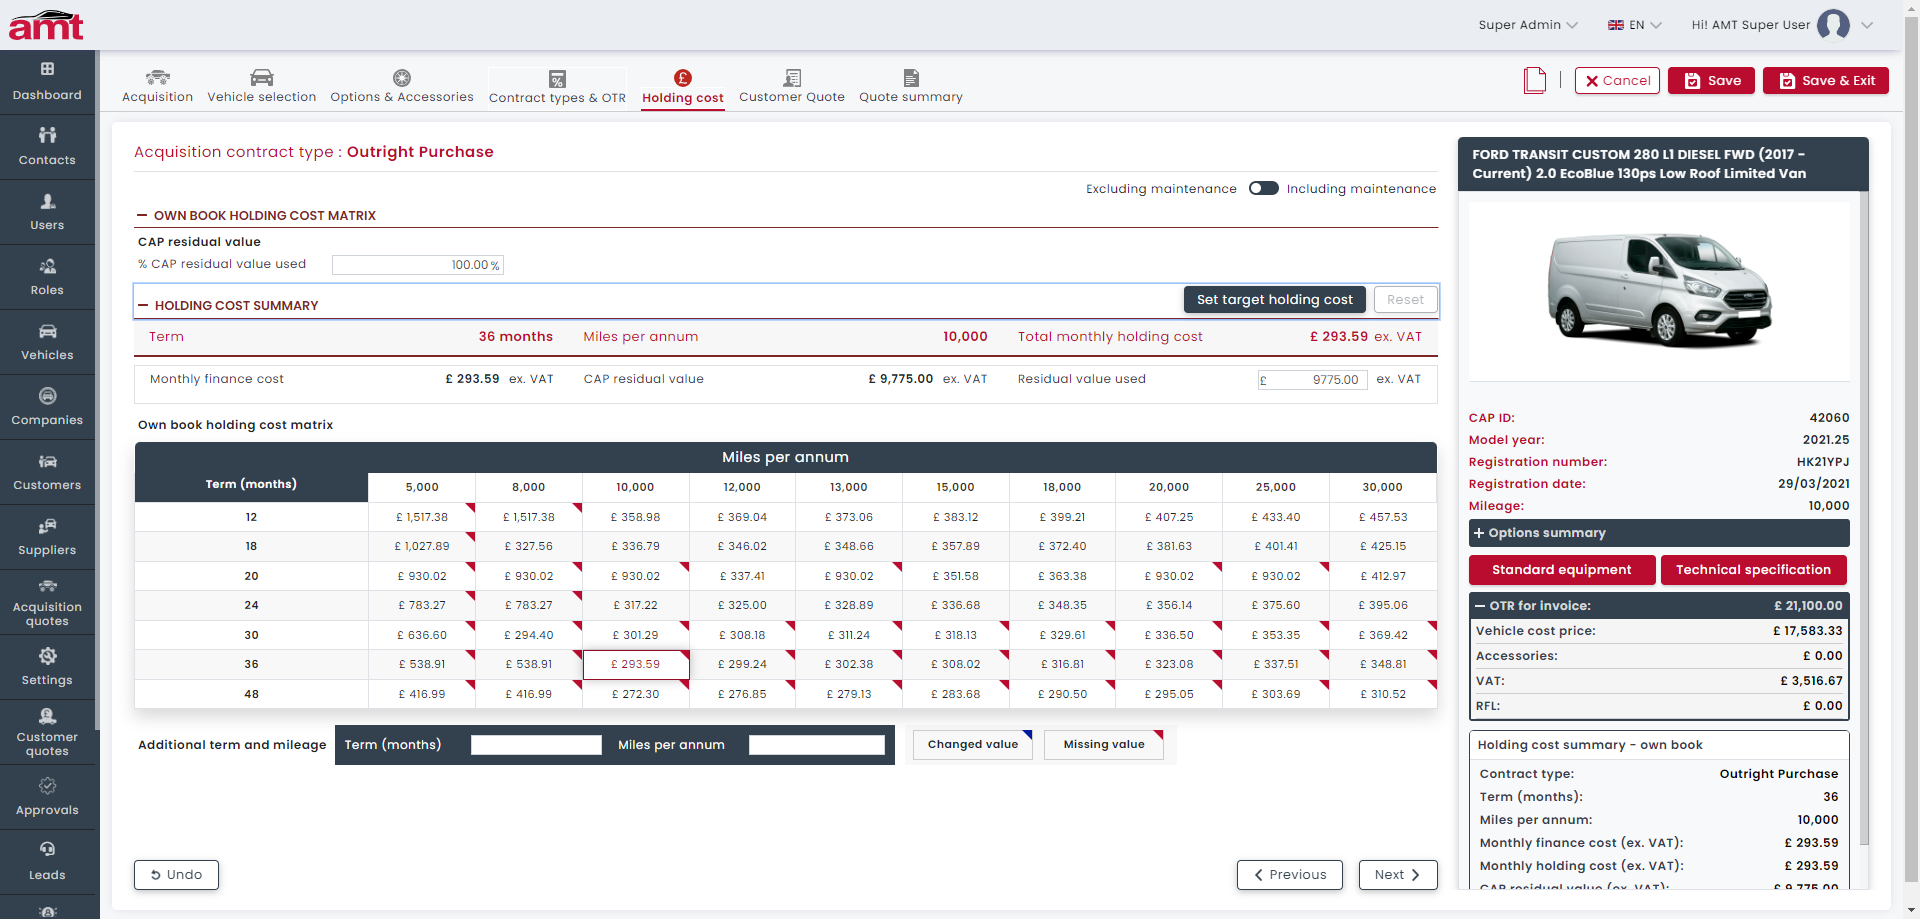 amt
Super Admin
EN
Hi! AMT Super User
Dashboard
Contacts
Users
Roles
Vehicles
Companies
Customers
Suppliers
Acquisition
quotes
Settings
Customer
quotes
Approvals
Leads
Acquisition
Vehicle selection
Options & Accessories
Contract types & OTR
Holding cost
Customer Quote
Quote summary
Cancel
Save
Save & Exit
Acquisition contract type : Outright Purchase
Excluding maintenance Including maintenance
OWN BOOK HOLDING COST MATRIX
CAP residual value
% CAP residual value used 100.00 %
HOLDING COST SUMMARY Set target holding cost Reset
Term 36 months Miles per annum 10,000 Total monthly holding cost £ 293.59 ex. VAT
Monthly finance cost £ 293.59 ex. VAT CAP residual value £ 9,775.00 ex. VAT Residual value used £ 9775.00 ex. VAT
Own book holding cost matrix
Miles per annum
Term (months) 5,000 8,000 10,000 12,000 13,000 15,000 18,000 20,000 25,000 30,000
12 £ 1,517.38 £ 1,517.38 £ 358.98 £ 369.04 £ 373.06 £ 383.12 £ 399.21 £ 407.25 £ 433.40 £ 457.53
18 £ 1,027.89 £ 327.56 £ 336.79 £ 346.02 £ 348.66 £ 357.89 £ 372.40 £ 381.63 £ 401.41 £ 425.15
20 £ 930.02 £ 930.02 £ 930.02 £ 337.41 £ 930.02 £ 351.58 £ 363.38 £ 930.02 £ 930.02 £ 412.97
24 £ 783.27 £ 783.27 £ 317.22 £ 325.00 £ 328.89 £ 336.68 £ 348.35 £ 356.14 £ 375.60 £ 395.06
30 £ 636.60 £ 294.40 £ 301.29 £ 308.18 £ 311.24 £ 318.13 £ 329.61 £ 336.50 £ 353.35 £ 369.42
36 £ 538.91 £ 538.91 £ 293.59 £ 299.24 £ 302.38 £ 308.02 £ 316.81 £ 323.08 £ 337.51 £ 348.81
48 £ 416.99 £ 416.99 £ 272.30 £ 276.85 £ 279.13 £ 283.68 £ 290.50 £ 295.05 £ 303.69 £ 310.52
Additional term and mileage Term (months) Miles per annum Changed value Missing value
Undo
Previous
Next
FORD TRANSIT CUSTOM 280 L1 DIESEL FWD (2017 -
Current) 2.0 EcoBlue 130ps Low Roof Limited Van
CAP ID: 42060
Model year: 2021.25
Registration number: HK21YPJ
Registration date: 29/03/2021
Mileage: 10,000
Options summary
Standard equipment Technical specification
OTR for invoice: £ 21,100.00
Vehicle cost price: £ 17,583.33
Accessories: £ 0.00
VAT: £ 3,516.67
RFL: £ 0.00
Holding cost summary - own book
Contract type: Outright Purchase
Term (months): 36
Miles per annum: 10,000
Monthly finance cost (ex. VAT): £ 293.59
Monthly holding cost (ex. VAT): £ 293.59
CAP residual value (ex. VAT): £ 9,775.00